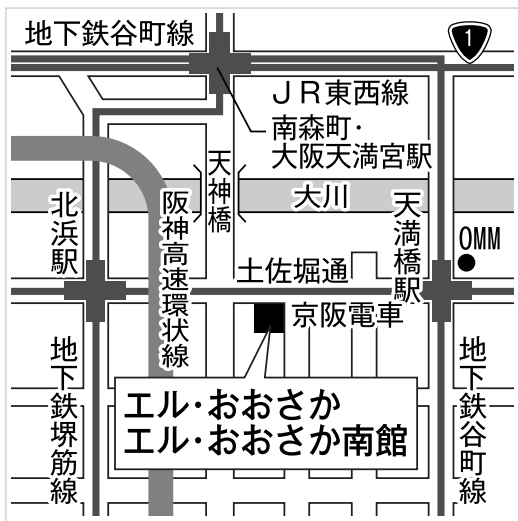 地下鉄谷町線
1
JR東西線
南森町・
大阪天満宮駅
天神橋
大川
北浜駅
阪神高速環状線
天満橋駅
OMM
土佐堀通
京阪電車
エル・おおさか
エル・おおさか南館
地下鉄堺筋線
地下鉄谷町線